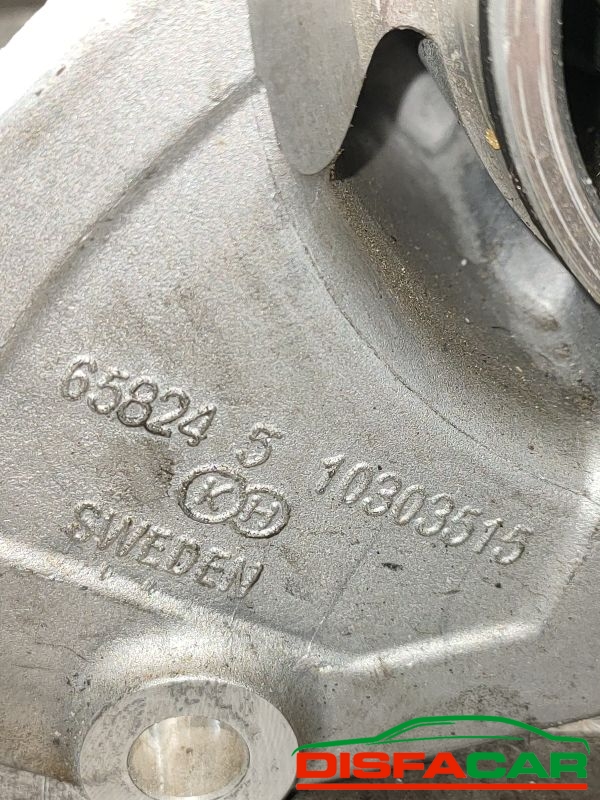 65824 5 10303515
KH
SWEDEN
DISFACAR